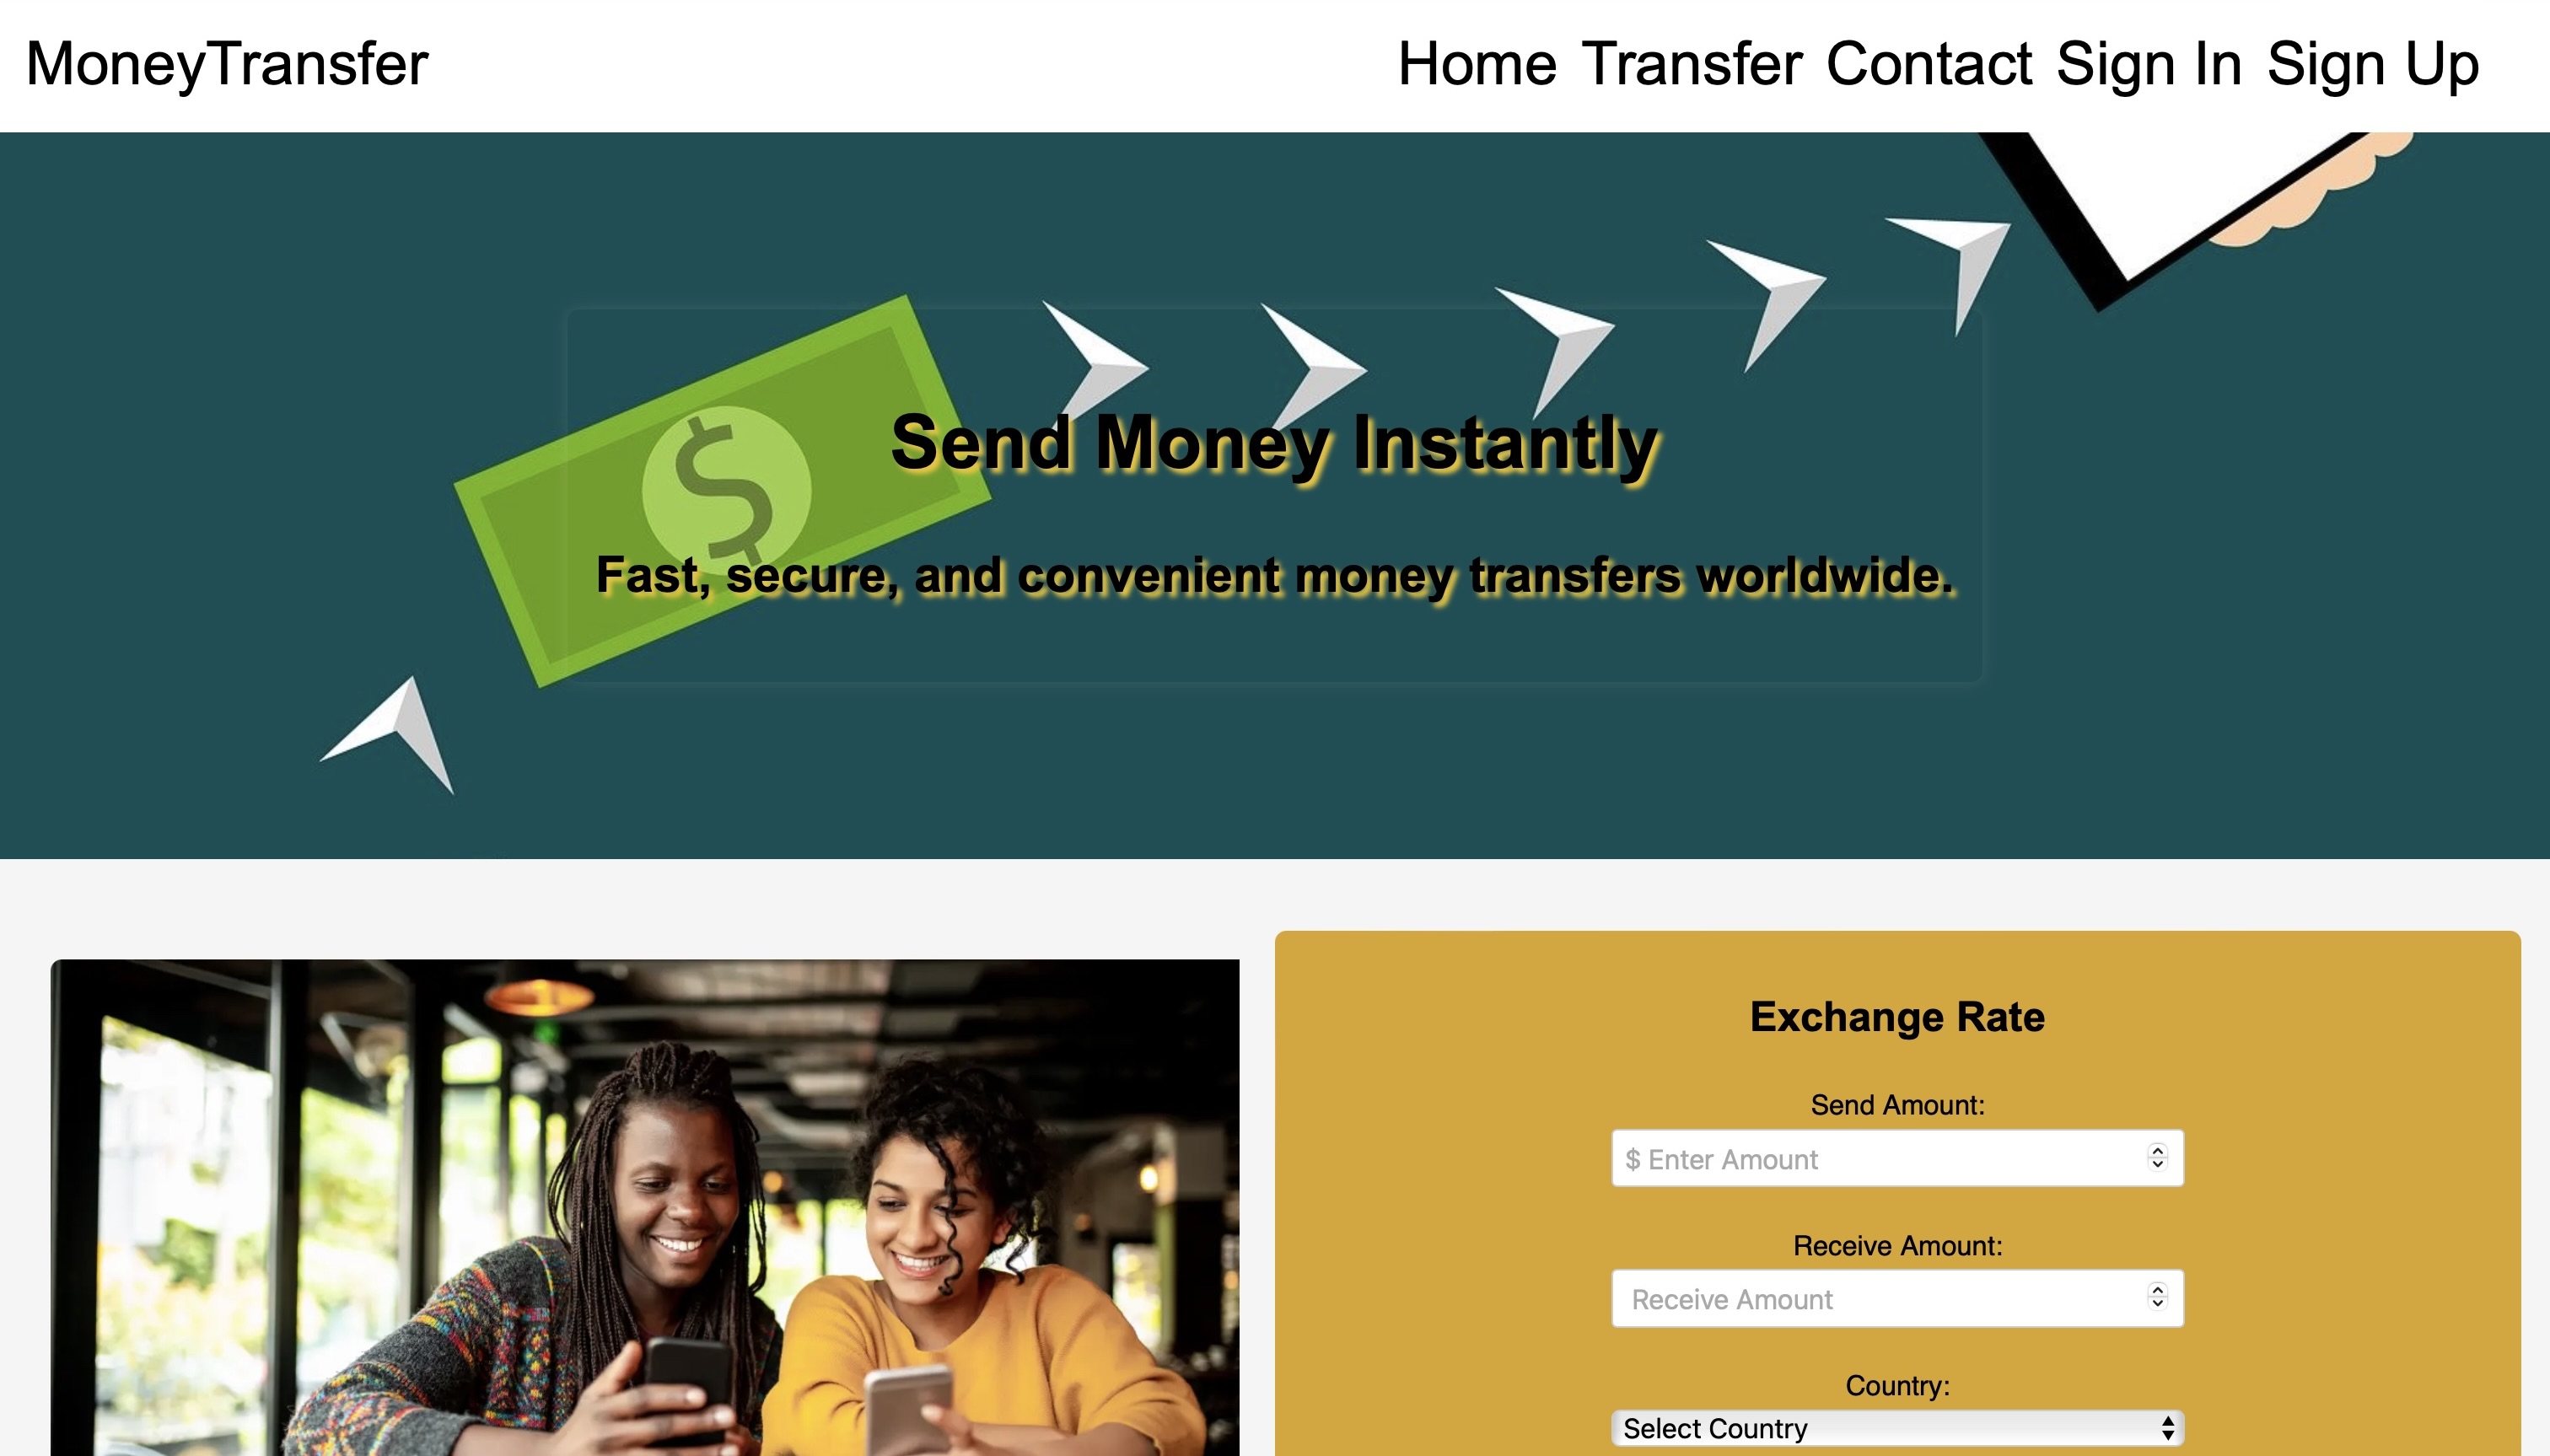 MoneyTransfer
Home Transfer Contact Sign In Sign Up
$
Send Money Instantly
Fast, secure, and convenient money transfers worldwide.
Exchange Rate
Send Amount:
$ Enter Amount
Receive Amount:
Receive Amount
Country:
Select Country